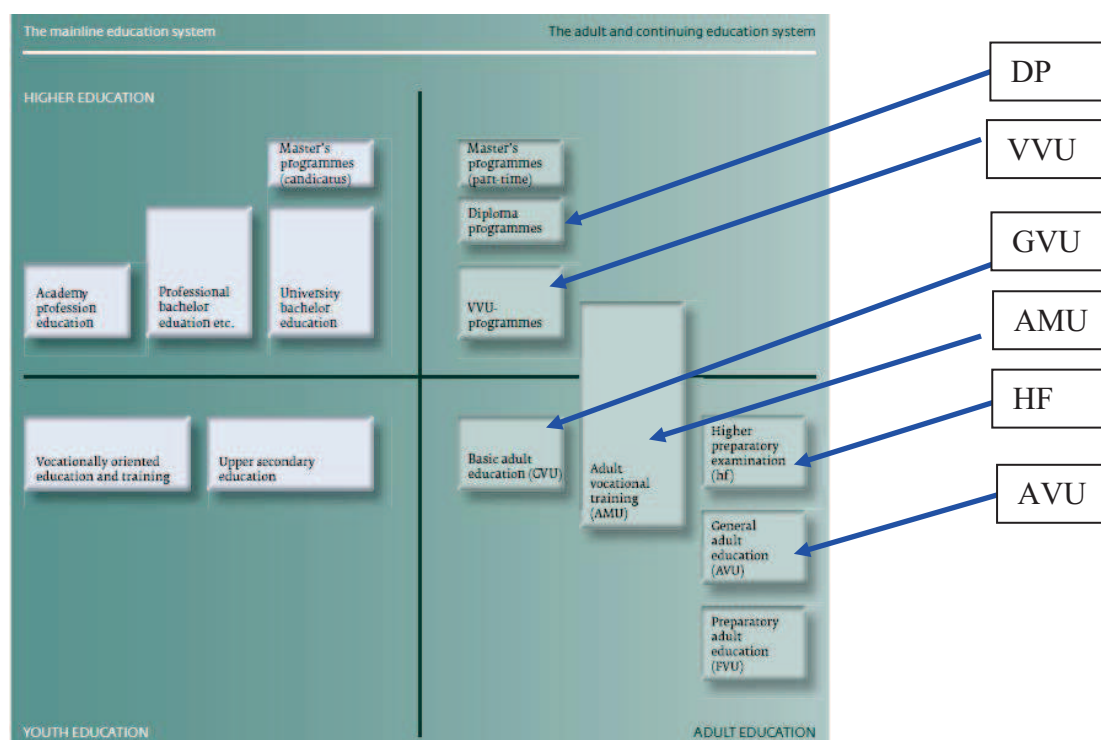 The mainline education system
The adult and continuing education system
HIGHER EDUCATION
Master's
programmes
(candicatus)
Academy
profession
education
Professional
bachelor
eduation etc.
University
bachelor
education
Master's
programmes
(part-time)
Diploma
programmes
VVU-
programmes
Vocationally oriented
education and training
Upper secondary
education
Basic adult
education (GVU)
Adult
vocational
training
(AMU)
Higher
preparatory
examination
(hf)
General
adult
education
(AVU)
Preparatory
adult
education
(FVU)
YOUTH EDUCATION
ADULT EDUCATION
DP
VVU
GVU
AMU
HF
AVU